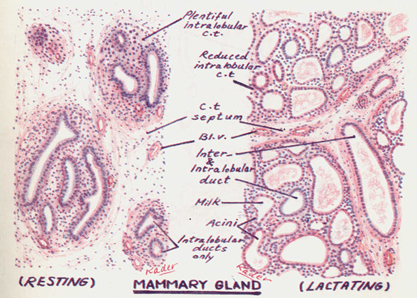 Plentiful
intralobular
c.t.
Reduced
intralobular
c.t
C.t
septum
Bl.v.
Inter-
&
Intralobular
duct
Milk
Acini
Intralobular
ducts
only
Kader
Kader
(RESTING)
MAMMARY GLAND
(LACTATING)